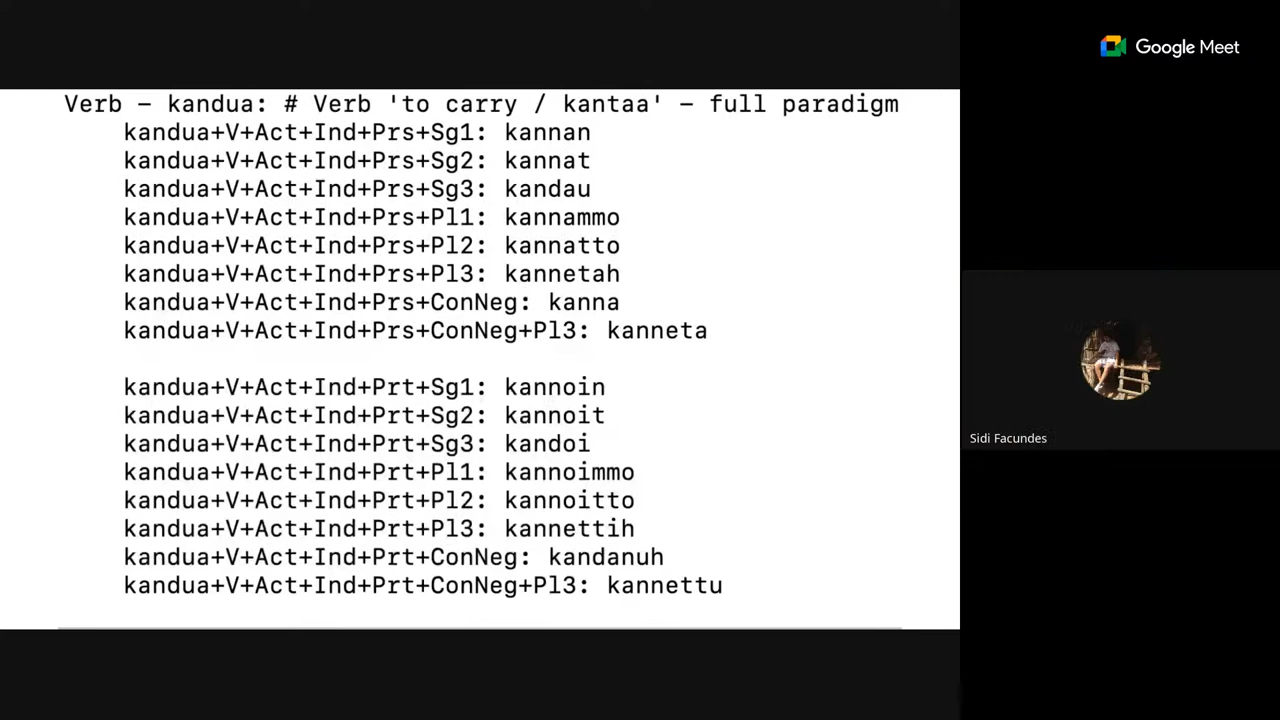 Google Meet
Verb – kandua: # Verb 'to carry / kantaa' – full paradigm
kandua+V+Act+Ind+Prs+Sg1: kannan
kandua+V+Act+Ind+Prs+Sg2: kannat
kandua+V+Act+Ind+Prs+Sg3: kandau
kandua+V+Act+Ind+Prs+Pl1: kannammo
kandua+V+Act+Ind+Prs+Pl2: kannatto
kandua+V+Act+Ind+Prs+Pl3: kannetah
kandua+V+Act+Ind+Prs+ConNeg: kanna
kandua+V+Act+Ind+Prs+ConNeg+Pl3: kanneta
kandua+V+Act+Ind+Prt+Sg1: kannoin
kandua+V+Act+Ind+Prt+Sg2: kannoit
kandua+V+Act+Ind+Prt+Sg3: kandoi
kandua+V+Act+Ind+Prt+Pl1: kannoimmo
kandua+V+Act+Ind+Prt+Pl2: kannoitto
kandua+V+Act+Ind+Prt+Pl3: kannettih
kandua+V+Act+Ind+Prt+ConNeg: kandanuh
kandua+V+Act+Ind+Prt+ConNeg+Pl3: kannettu
Sidi Facundes